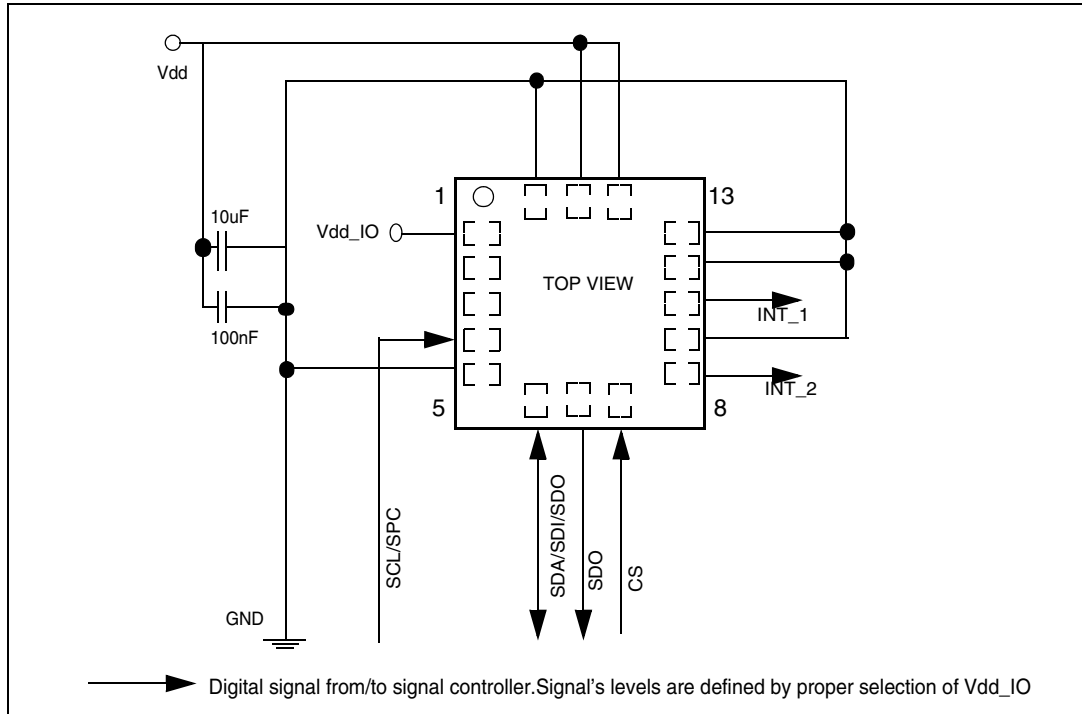 Vdd
1
13
10uF
Vdd_IO
TOP VIEW
INT_1
100nF
INT_2
5
8
SCL/SPC
SDA/SDI/SDO
SDO
CS
GND
Digital signal from/to signal controller.Signal's levels are defined by proper selection of Vdd_IO